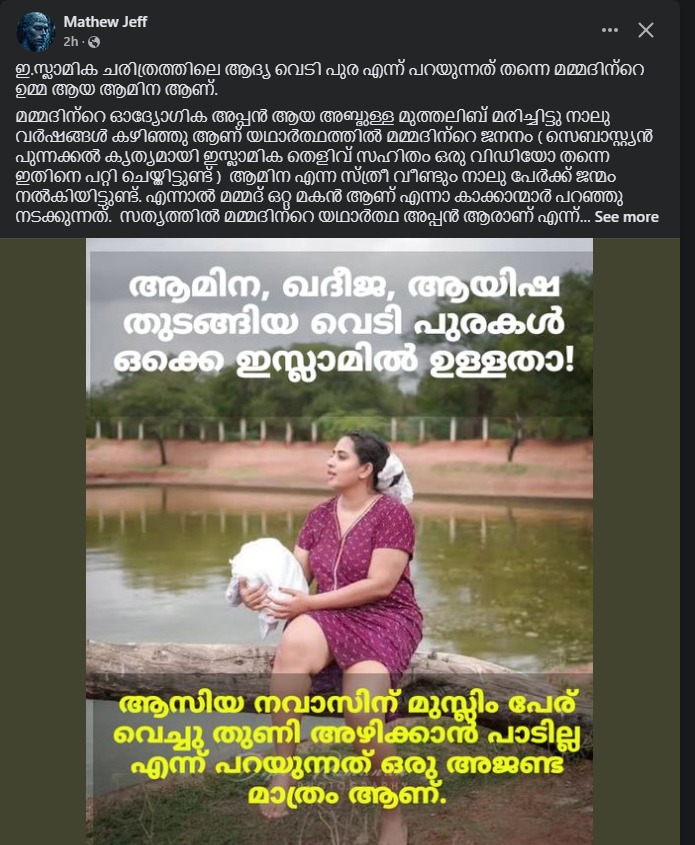 Mathew Jeff
2h
ഇ.സ്ലാമിക ചരിത്രത്തിലെ ആദ്യ വെടി പുര എന്ന് പറയുന്നത് തന്നെ മമ്മദിന്റെ
ഉമ്മ ആയ ആമിന ആണ്.
മമ്മദിന്റെ ഓദ്യോഗിക അപ്പൻ ആയ അബ്ദുള്ള മുത്തലിബ് മരിച്ചിട്ടു നാലു
വർഷങ്ങൾ കഴിഞ്ഞു ആണ് യഥാർത്ഥത്തിൽ മമ്മദിന്റെ ജനനം ( സെബാസ്റ്റ്യൻ
പുന്നക്കൽ കൃത്യമായി ഇസ്ലാമിക തെളിവ് സഹിതം ഒരു വിഡിയോ തന്നെ
ഇതിനെ പറ്റി ചെയ്തിട്ടുണ്ട് ) ആമിന എന്ന സ്ത്രീ വീണ്ടും നാലു പേർക്ക് ജന്മം
നൽകിയിട്ടുണ്ട്. എന്നാൽ മമ്മദ് ഒറ്റ മകൻ ആണ് എന്നാ കാക്കാന്മാർ പറഞ്ഞു
നടക്കുന്നത്. സത്യത്തിൽ മമ്മദിന്റെ യഥാർത്ഥ അപ്പൻ ആരാണ് എന്ന്... See more
ആമിന, ഖദീജ, ആയിഷ
തുടങ്ങിയ വെടി പുരകൾ
ഒക്കെ ഇസ്ലാമിൽ ഉള്ളതാ!
ആസിയ നവാസിന് മുസ്ലിം പേര്
വെച്ചു തുണി അഴിക്കാൻ പാടില്ല
എന്ന് പറയുന്നത് ഒരു അജണ്ട
മാത്രം ആണ്.